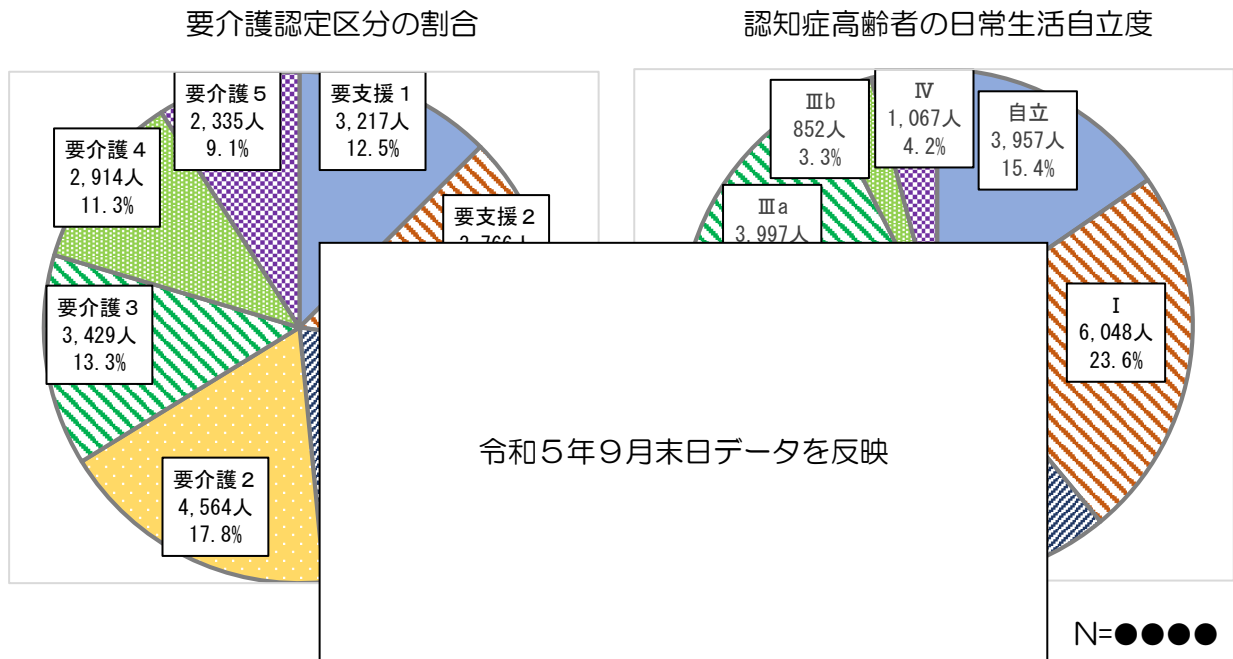 要介護認定区分の割合
認知症高齢者の日常生活自立度
要介護５
2,335人
9.1%
要支援１
3,217人
12.5%
要介護４
2,914人
11.3%
要支援２
要介護３
3,429人
13.3%
要介護２
4,564人
17.8%
Ⅲb
852人
3.3%
Ⅳ
1,067人
4.2%
自立
3,957人
15.4%
Ⅲa
3,997人
Ⅰ
6,048人
23.6%
令和５年９月末日データを反映
N=●●●●